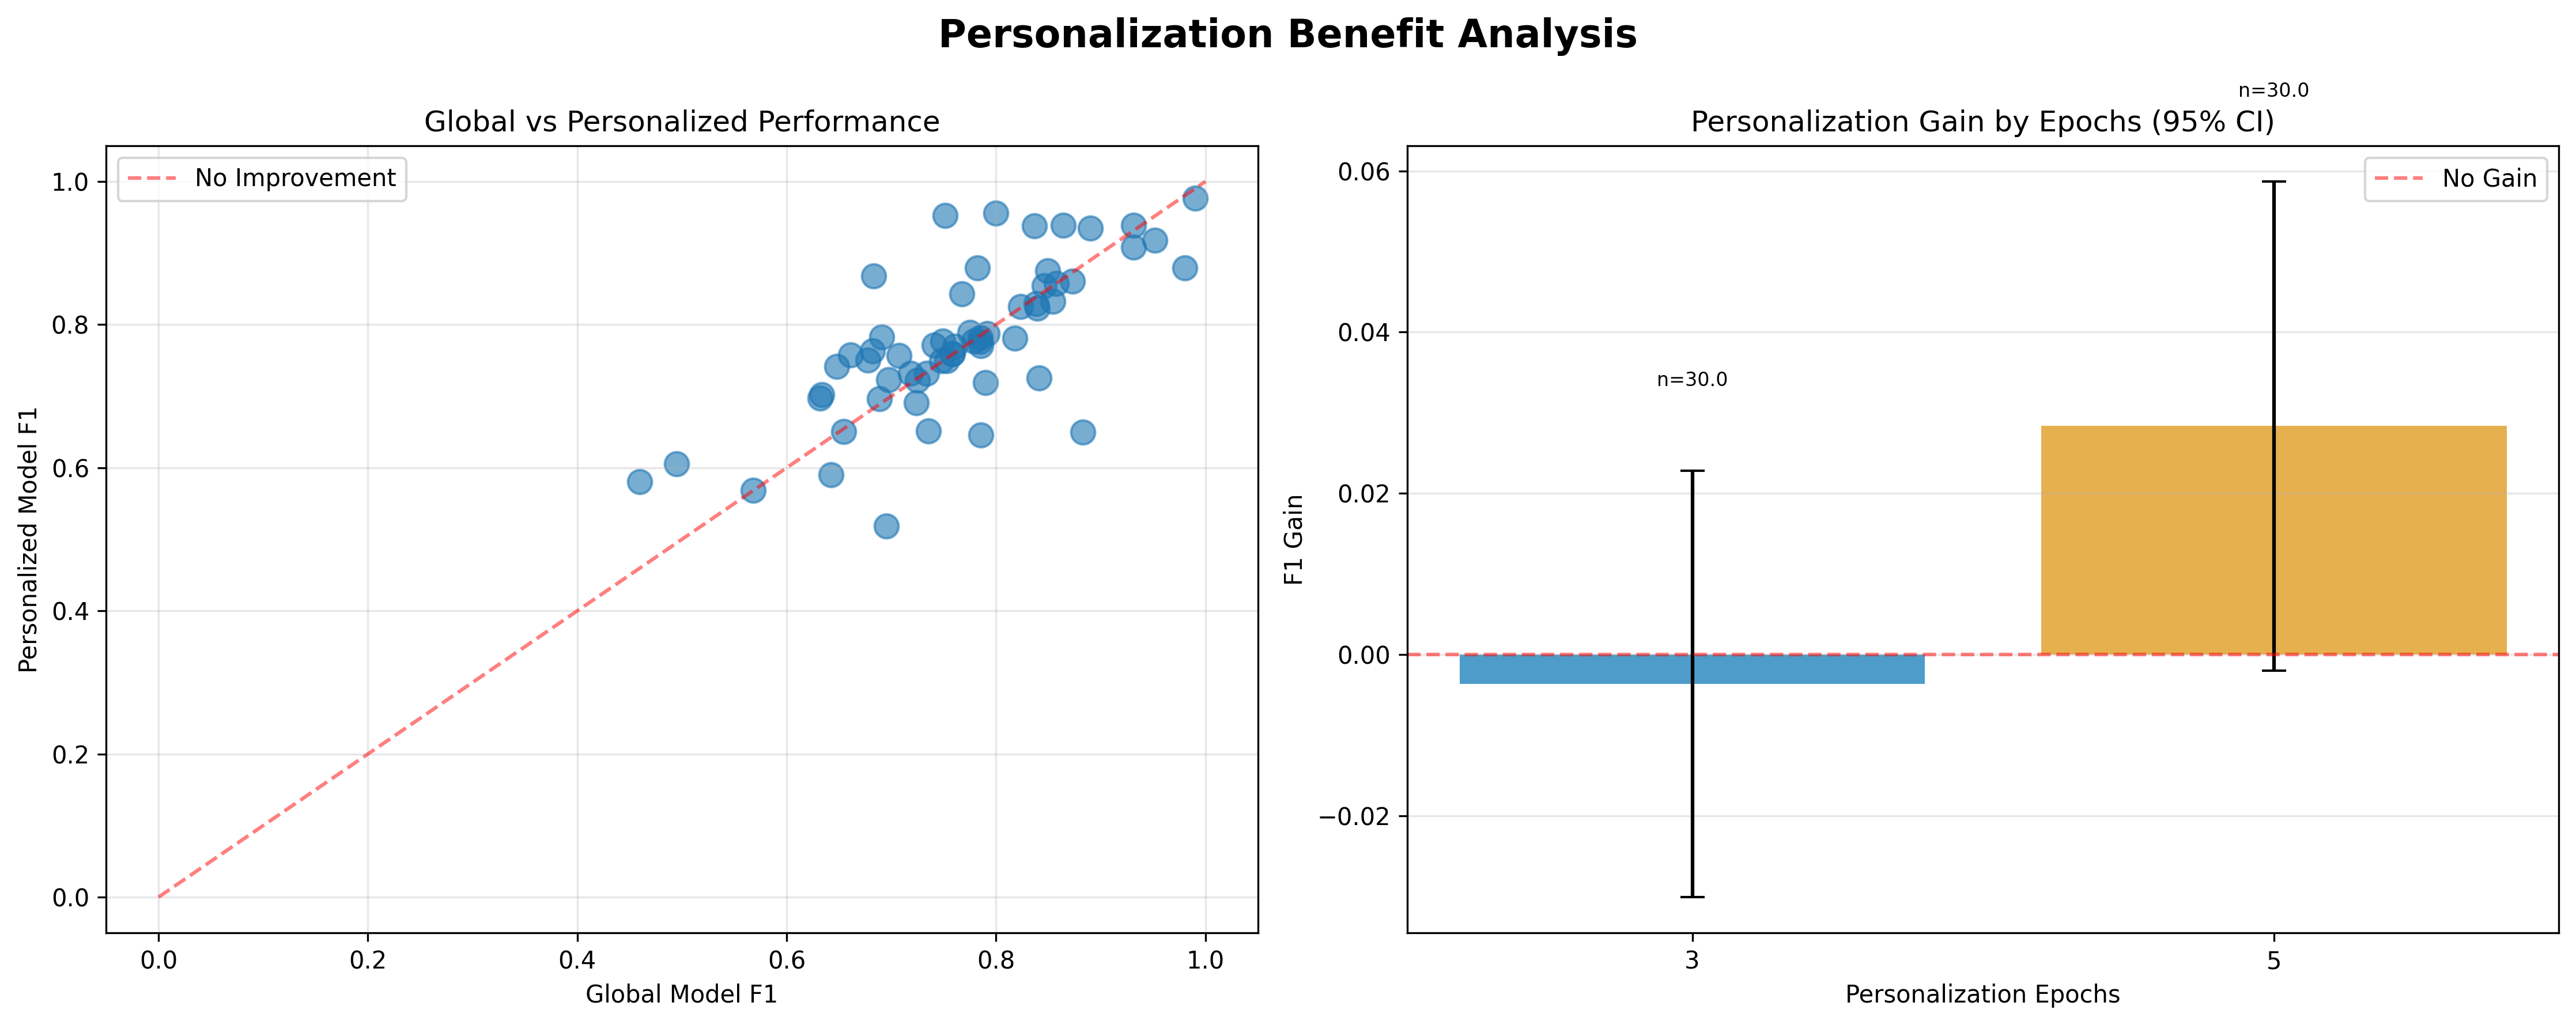 Personalization Benefit Analysis
Global vs Personalized Performance
No Improvement
1.0
0.8
0.6
0.4
0.2
0.0
Personalized Model F1
0.0 0.2 0.4 0.6 0.8 1.0
Global Model F1
n=30.0
Personalization Gain by Epochs (95% CI)
No Gain
n=30.0
0.06
0.04
0.02
0.00
−0.02
F1 Gain
3 5
Personalization Epochs